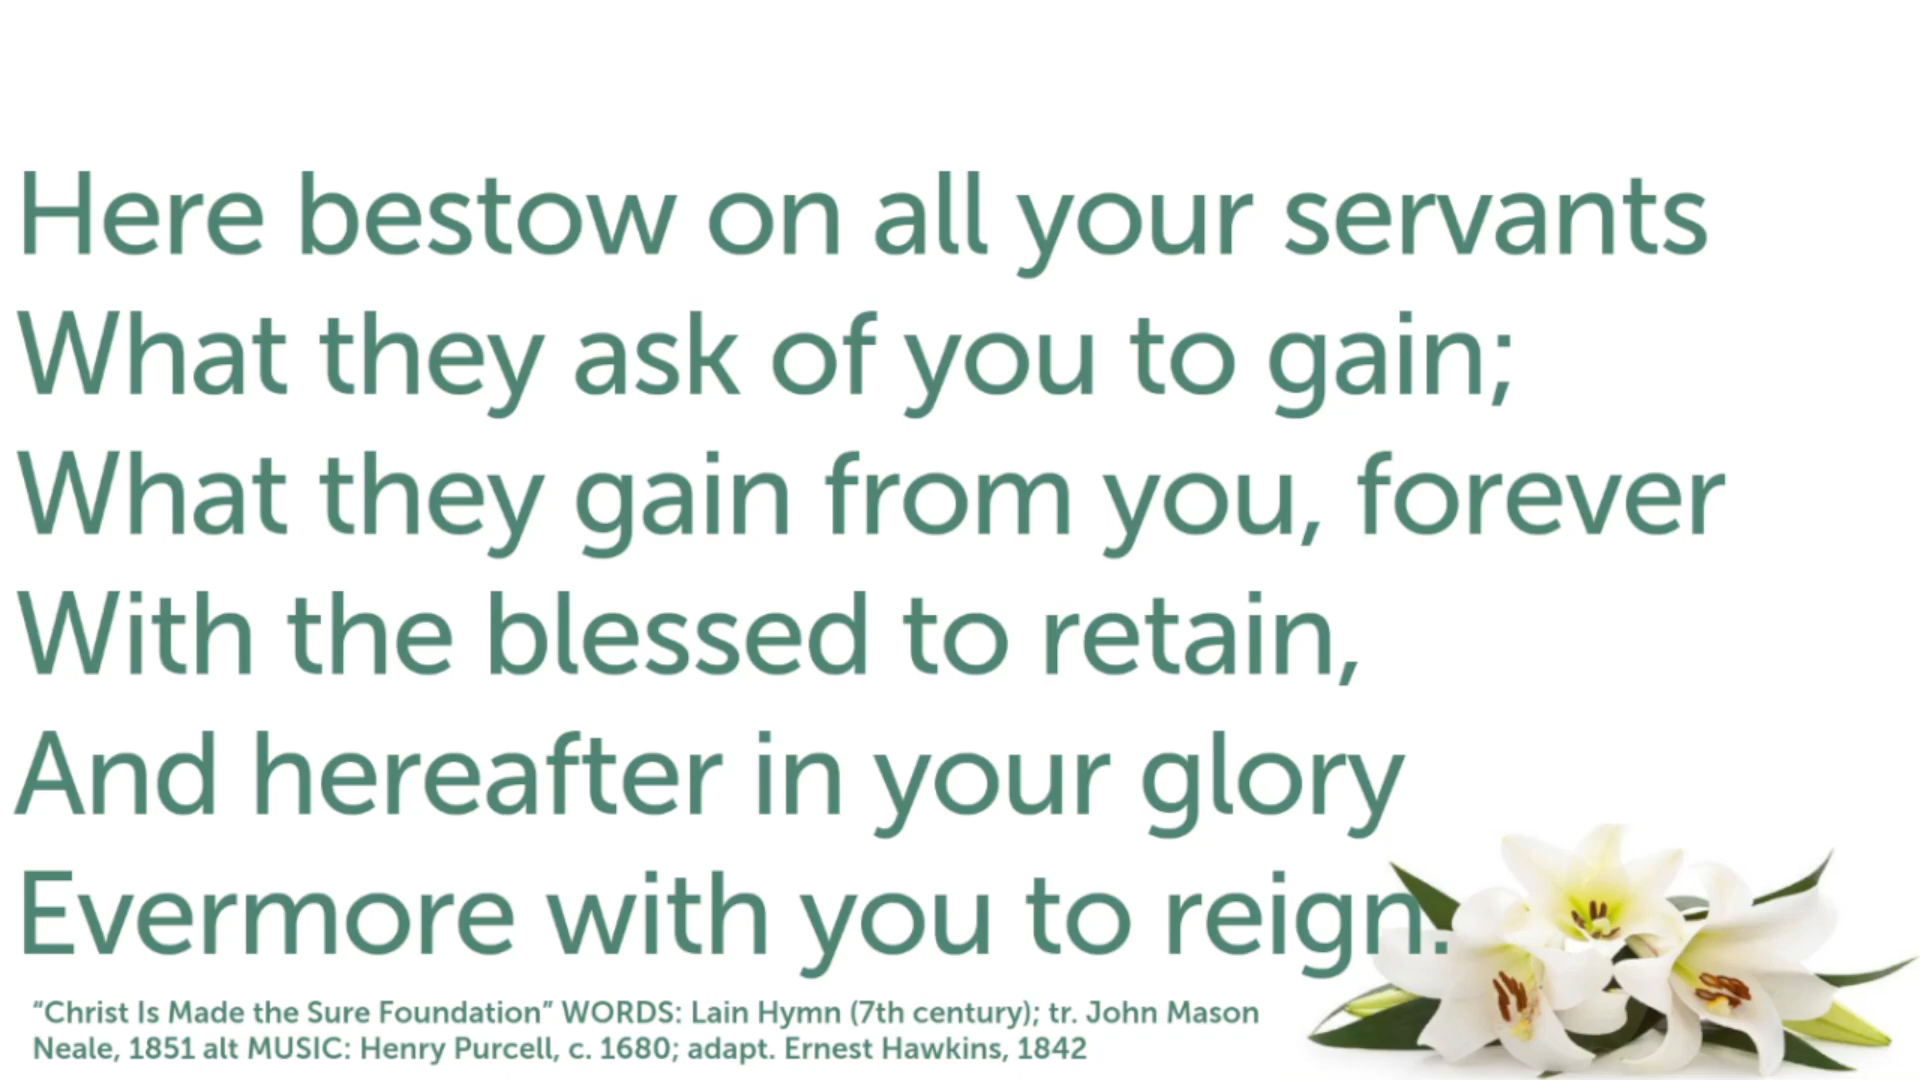 Here bestow on all your servants
What they ask of you to gain;
What they gain from you, forever
With the blessed to retain,
And hereafter in your glory
Evermore with you to reign.
“Christ Is Made the Sure Foundation” WORDS: Lain Hymn (7th century); tr. John Mason
Neale, 1851 alt MUSIC: Henry Purcell, c. 1680; adapt. Ernest Hawkins, 1842